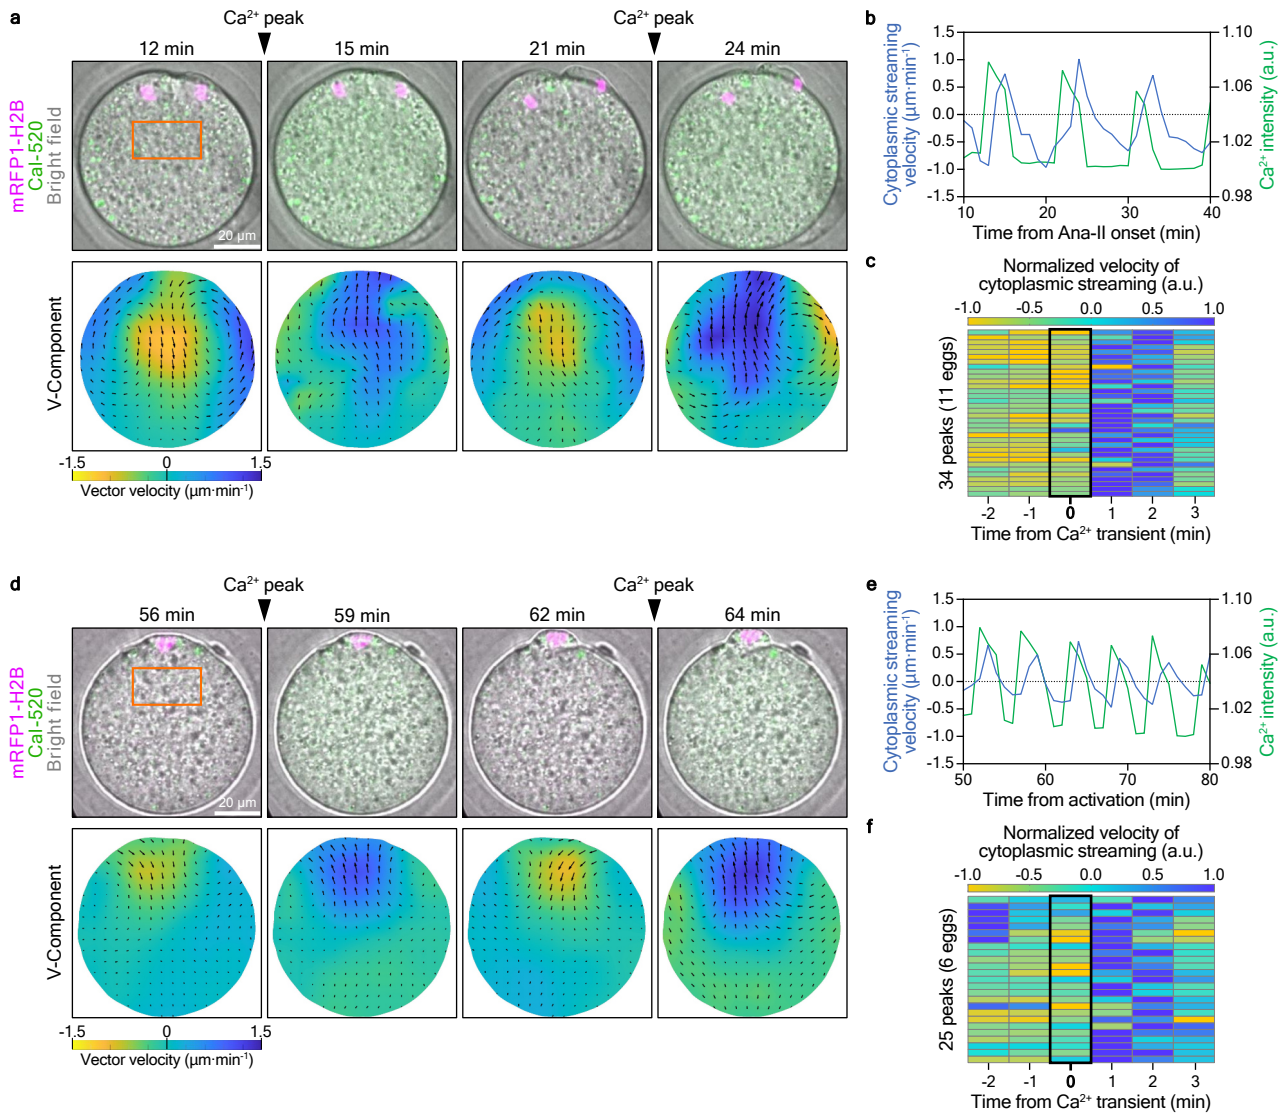 a
Ca²⁺ peak
Ca²⁺ peak
12 min
15 min
21 min
24 min
mRFP1-H2B
Cal-520
Bright field
20 µm
V-Component
-1.5
0
1.5
Vector velocity (µm·min⁻¹)
b
Cytoplasmic streaming
velocity (µm·min⁻¹)
1.5
1.0
0.5
0.0
-0.5
-1.0
-1.5
1.10
1.06
1.02
0.98
Ca²⁺ intensity (a.u.)
10
20
30
40
Time from Ana-II onset (min)
c
Normalized velocity of
cytoplasmic streaming (a.u.)
-1.0
-0.5
0.0
0.5
1.0
34 peaks (11 eggs)
-2
-1
0
1
2
3
Time from Ca²⁺ transient (min)
d
Ca²⁺ peak
Ca²⁺ peak
56 min
59 min
62 min
64 min
mRFP1-H2B
Cal-520
Bright field
20 µm
V-Component
-1.5
0
1.5
Vector velocity (µm·min⁻¹)
e
Cytoplasmic streaming
velocity (µm·min⁻¹)
1.5
1.0
0.5
0.0
-0.5
-1.0
-1.5
1.10
1.06
1.02
0.98
Ca²⁺ intensity (a.u.)
50
60
70
80
Time from activation (min)
f
Normalized velocity of
cytoplasmic streaming (a.u.)
-1.0
-0.5
0.0
0.5
1.0
25 peaks (6 eggs)
-2
-1
0
1
2
3
Time from Ca²⁺ transient (min)